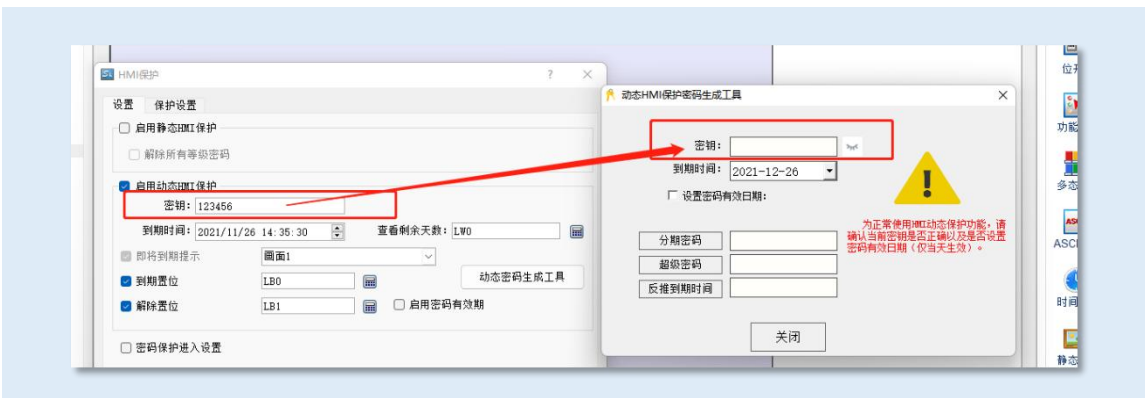 HMI保护
? ×
设置 保护设置
启用静态HMI保护
解除所有等级密码
启用动态HMI保护
密钥: 123456
到期时间: 2021/11/26 14:35:30 查看剩余天数: LW0
即将到期提示 画面1
到期置位 LB0 动态密码生成工具
解除置位 LB1 启用密码有效期
密码保护进入设置
动态HMI保护密码生成工具 ×
密钥:
到期时间: 2021-12-26
设置密码有效日期:
为正常使用HMI动态保护功能，请
确认当前密钥是否正确以及是否设置
密码有效日期（仅当天生效）。
分期密码
超级密码
反推到期时间
关闭
功能
多态
ASC
ASCI
时间
静态